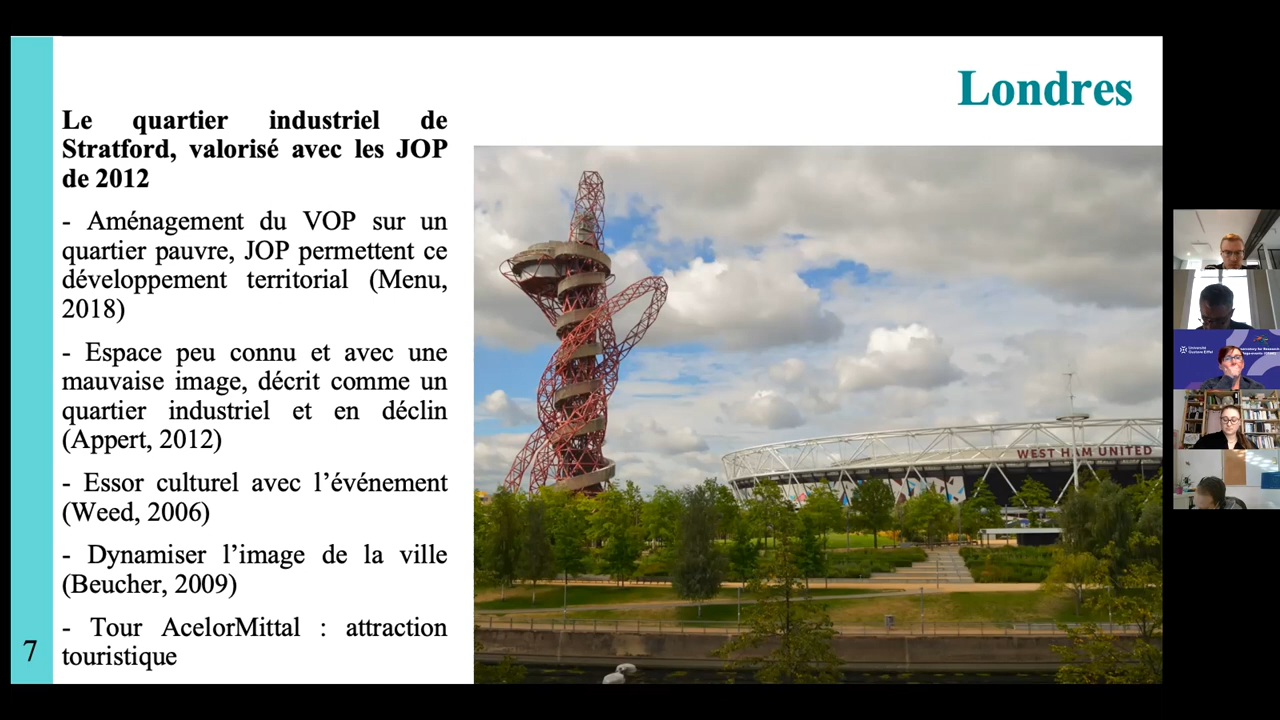 Londres
Le quartier industriel de
Stratford, valorisé avec les JOP
de 2012
- Aménagement du VOP sur un
quartier pauvre, JOP permettent ce
développement territorial (Menu,
2018)
- Espace peu connu et avec une
mauvaise image, décrit comme un
quartier industriel et en déclin
(Appert, 2012)
- Essor culturel avec l’événement
(Weed, 2006)
- Dynamiser l’image de la ville
(Beucher, 2009)
- Tour AcelorMittal : attraction
touristique
7
WEST HAM UNITED
Université
Gustave Eiffel